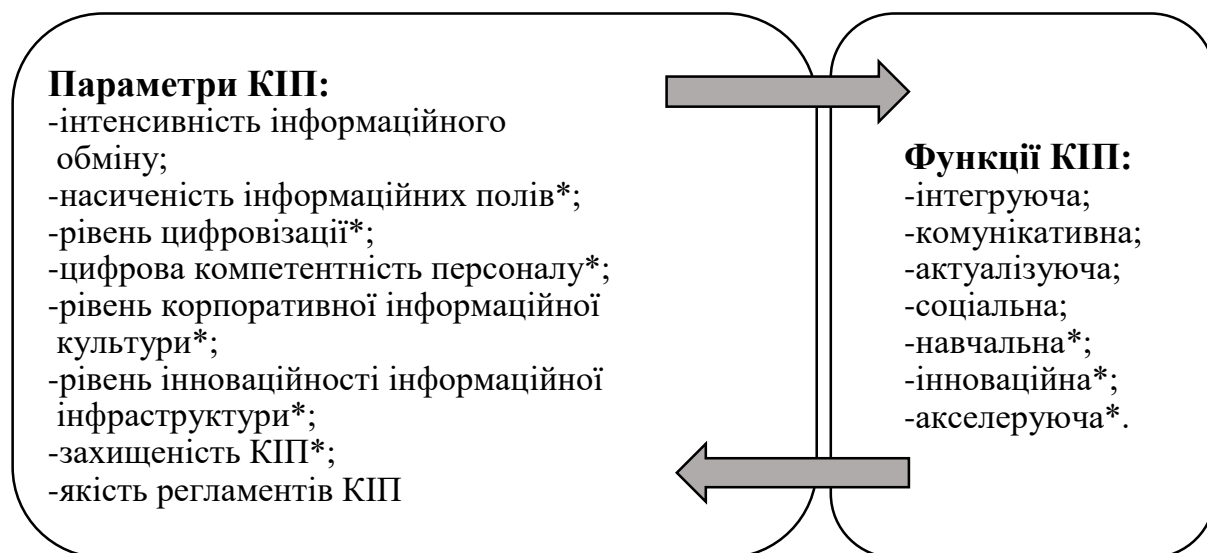 Параметри КІП:
-інтенсивність інформаційного
обміну;
-насиченість інформаційних полів*;
-рівень цифровізації*;
-цифрова компетентність персоналу*;
-рівень корпоративної інформаційної
культури*;
-рівень інноваційності інформаційної
інфраструктури*;
-захищеність КІП*;
-якість регламентів КІП
Функції КІП:
-інтегруюча;
-комунікативна;
-актуалізуюча;
-соціальна;
-навчальна*;
-інноваційна*;
-акселеруюча*.